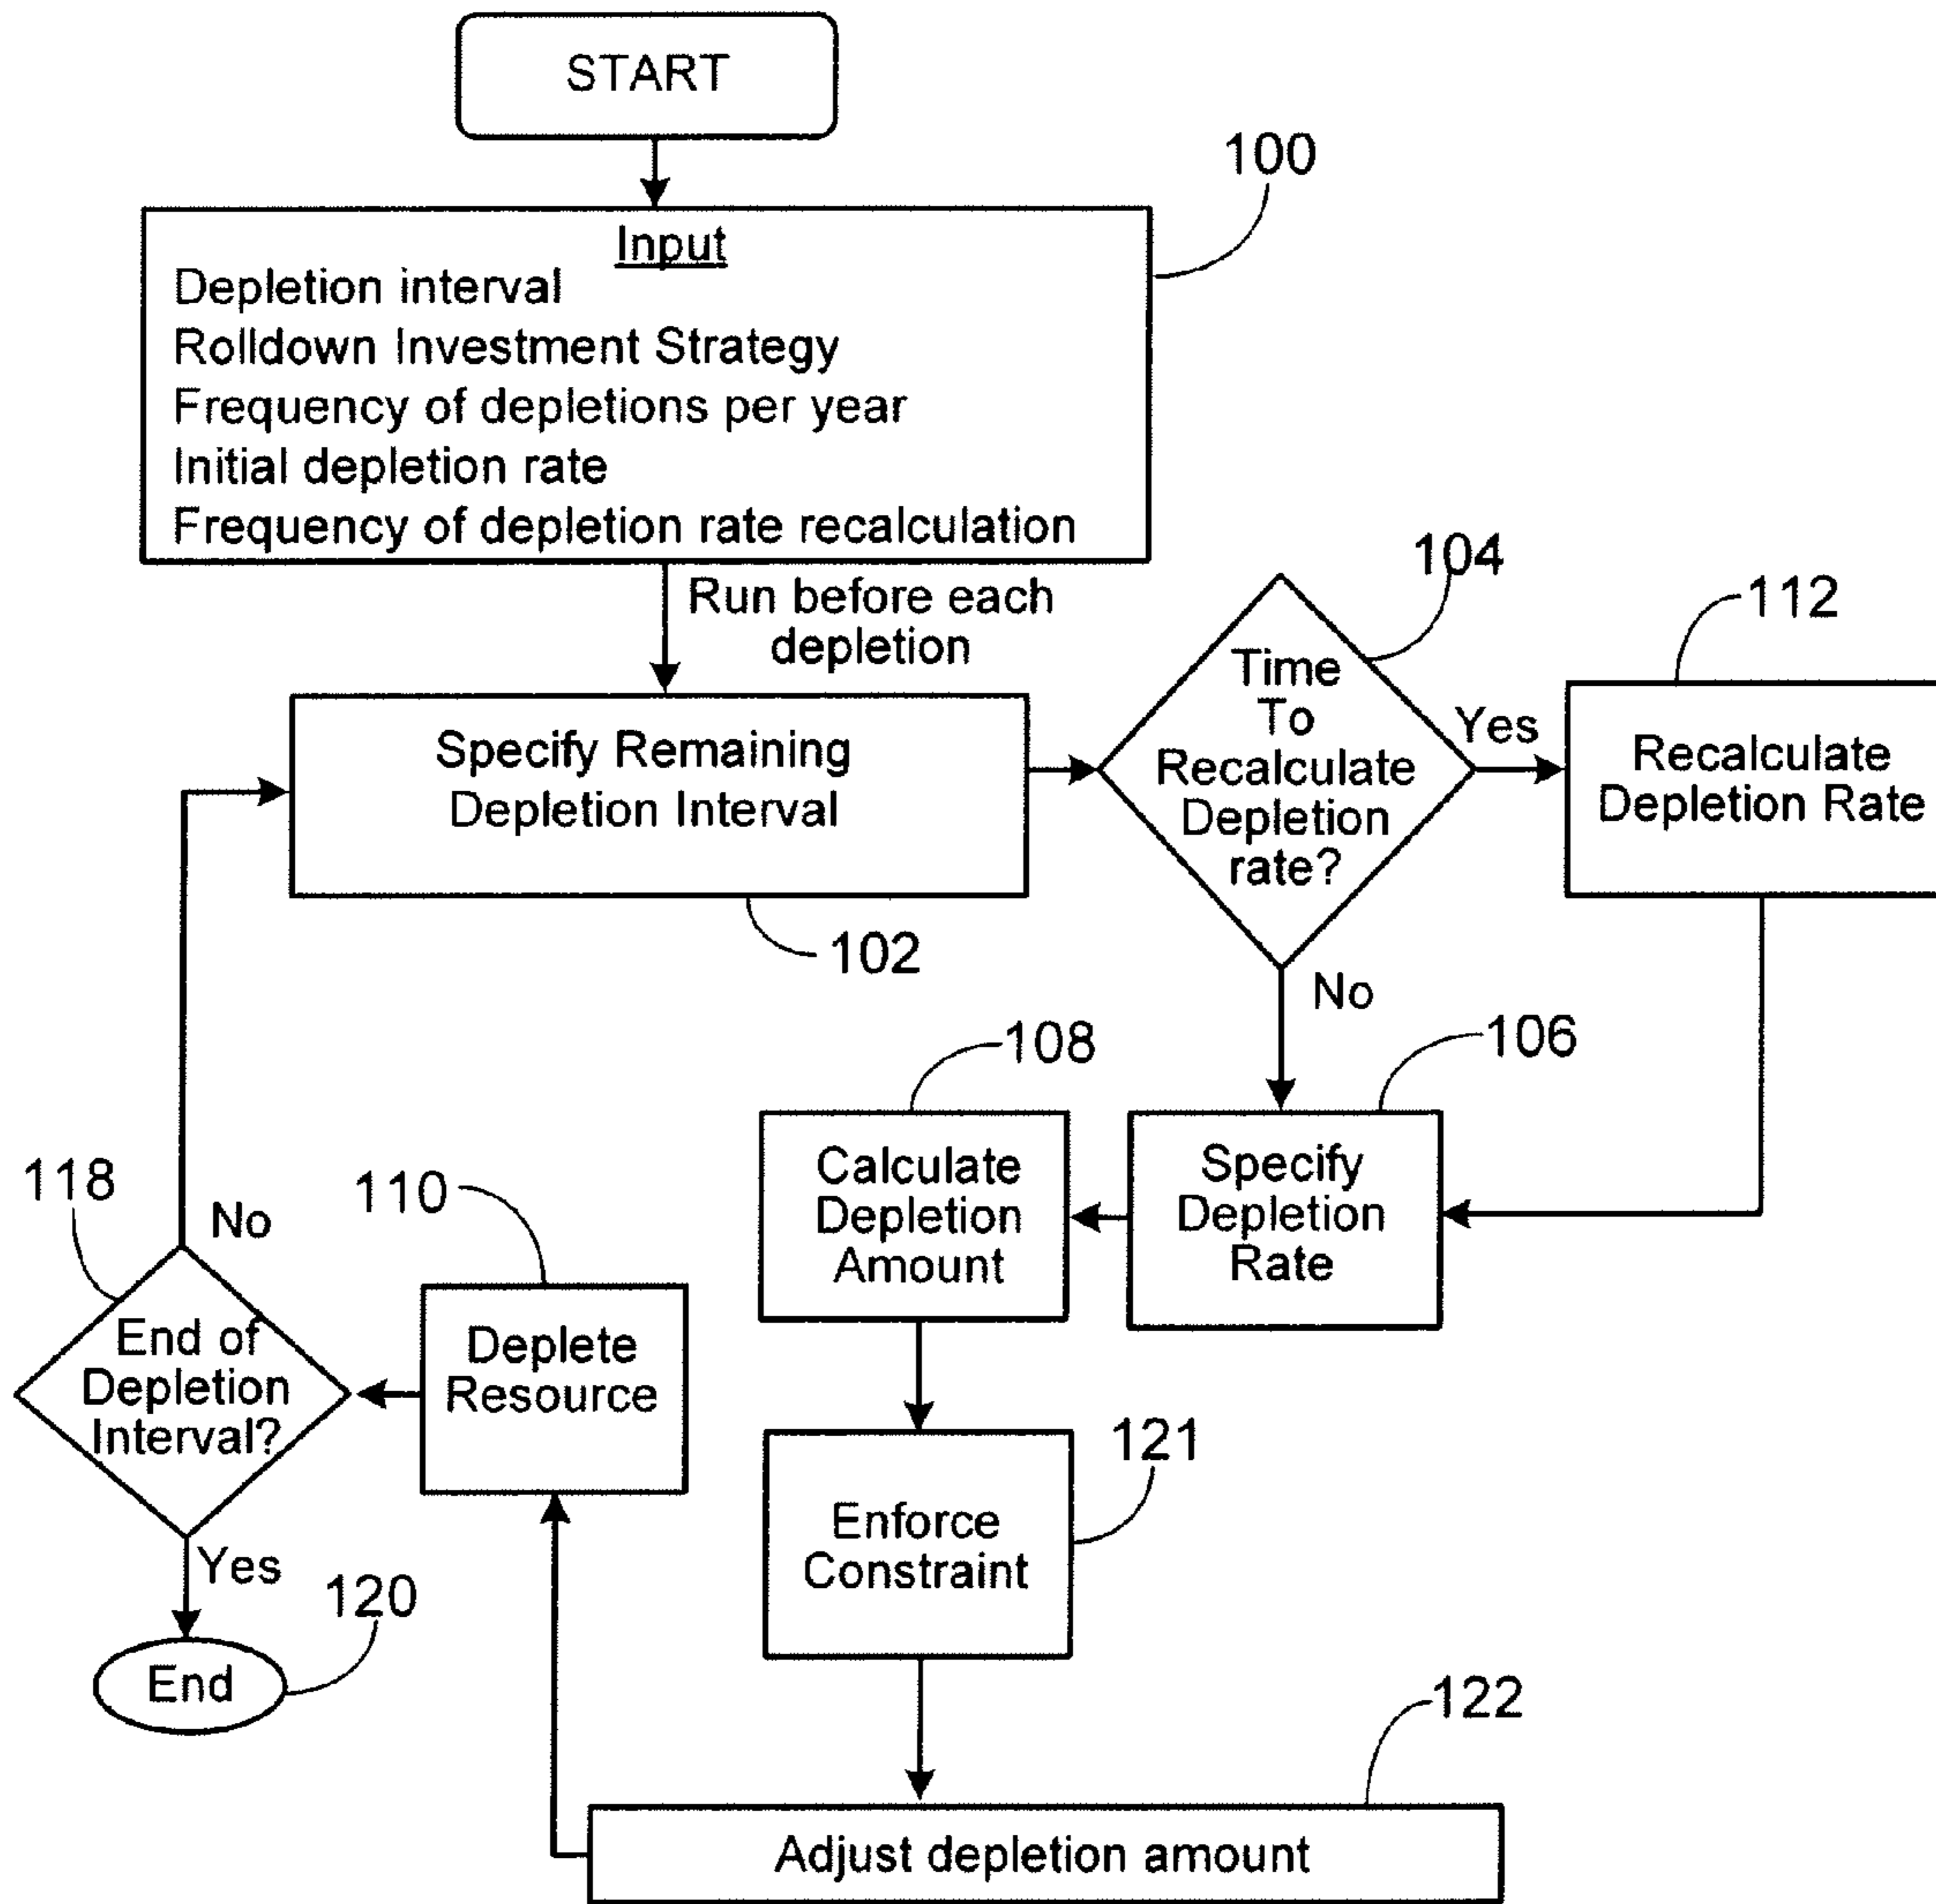 START
100
Input
Depletion interval
Rolldown Investment Strategy
Frequency of depletions per year
Initial depletion rate
Frequency of depletion rate recalculation
Run before each
depletion
104
112
Specify Remaining
Depletion Interval
102
Time
To
Recalculate
Depletion
rate?
Yes
No
Recalculate
Depletion Rate
106
Specify
Depletion
Rate
108
Calculate
Depletion
Amount
121
Enforce
Constraint
122
Adjust depletion amount
110
Deplete
Resource
118
No
End of
Depletion
Interval?
Yes
120
End